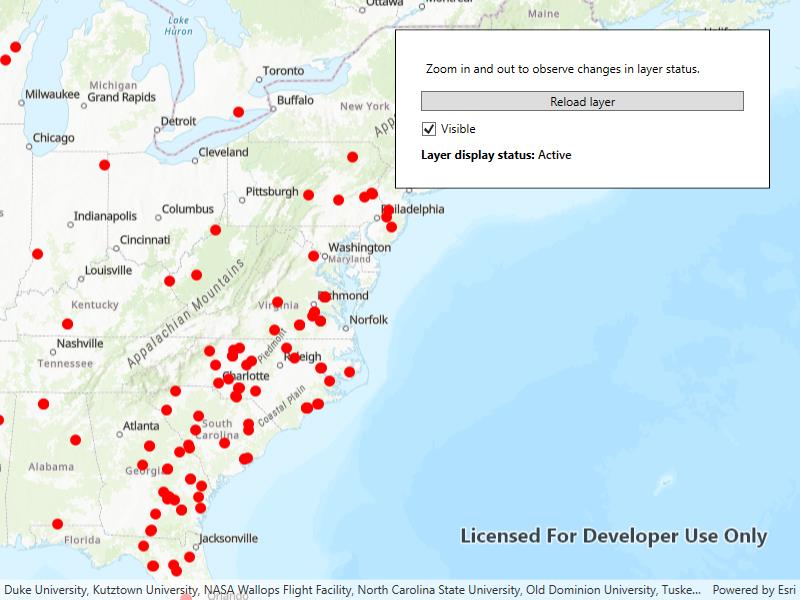 Ottawa
Montreal
Maine
Lake
Huron
Halifax
Zoom in and out to observe changes in layer status.
Toronto
Michigan
Milwaukee
Grand Rapids
Buffalo
New York
Reload layer
Detroit
Visible
Chicago
Cleveland
Layer display status: Active
Pittsburgh
Columbus
Philadelphia
Indianapolis
Cincinnati
Washington
Maryland
Louisville
Appalachian Mountains
Kentucky
Virginia
Richmond
Norfolk
Nashville
Piedmont
Raleigh
Tennessee
Charlotte
Coastal Plain
Atlanta
South
Carolina
Alabama
Georgia
Licensed For Developer Use Only
Jacksonville
Florida
Duke University, Kutztown University, NASA Wallops Flight Facility, North Carolina State University, Old Dominion University, Tuske...
Powered by Esri
Orlando